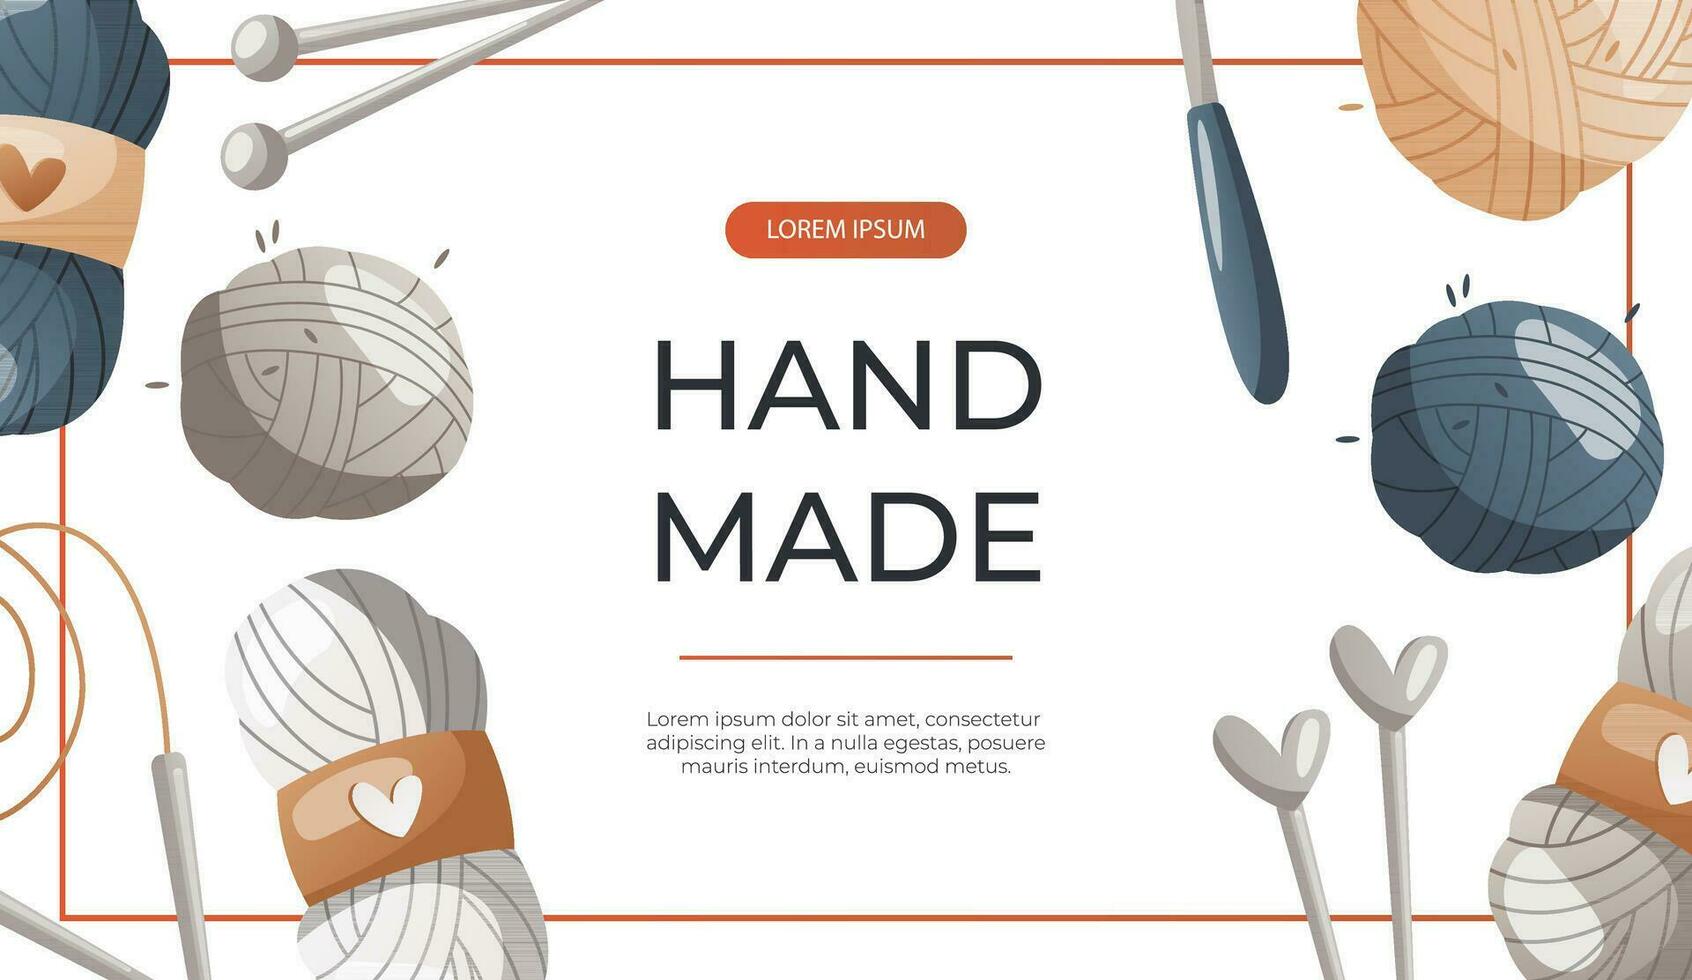 LOREM IPSUM
HAND
MADE
Lorem ipsum dolor sit amet, consectetur
adipiscing elit. In a nulla egestas, posuere
mauris interdum, euismod metus.